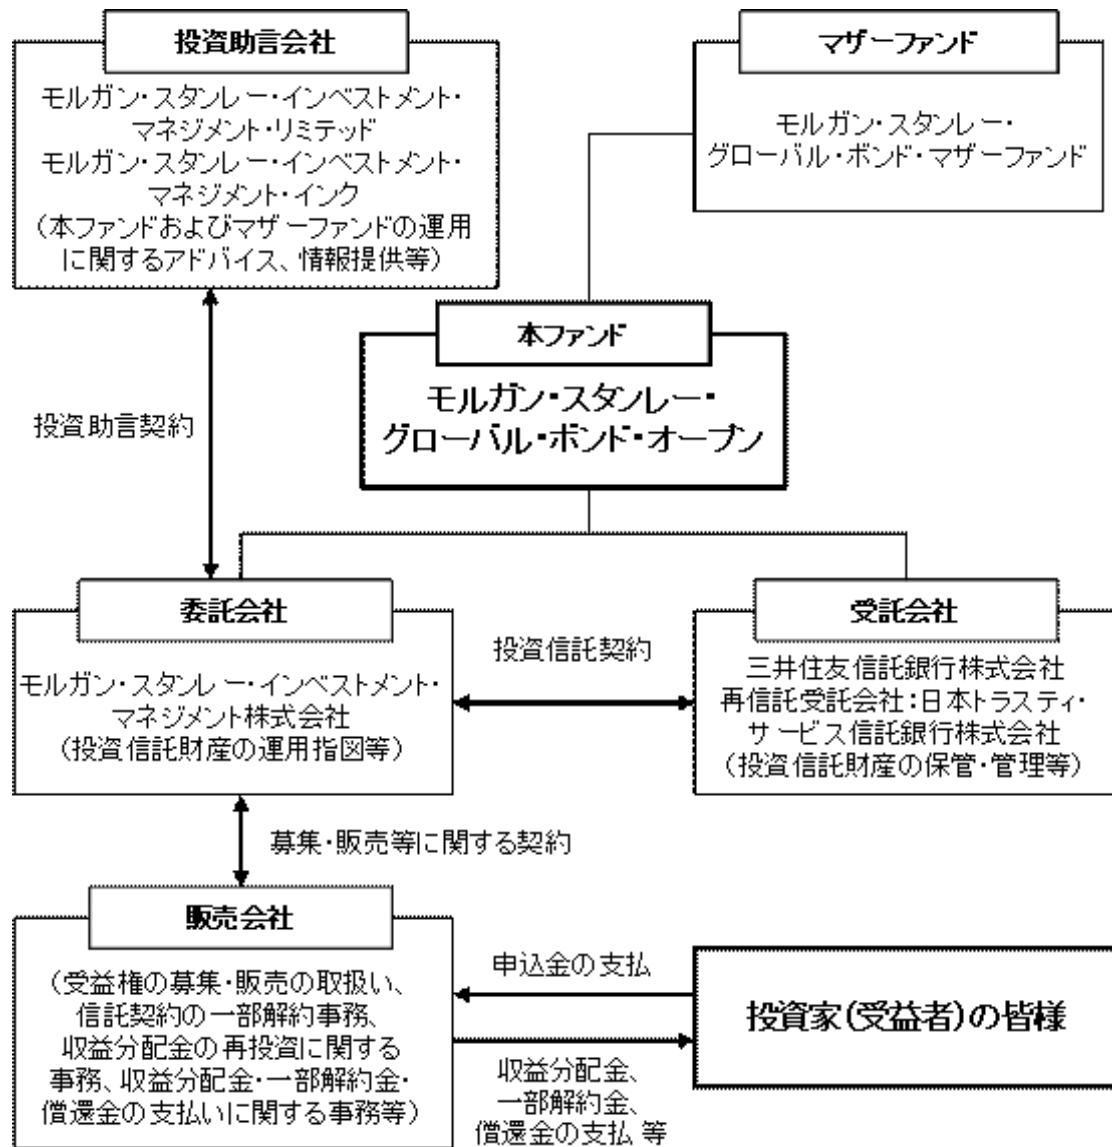 投資助言会社
モルガン・スタンレー・インベストメント・
マネジメント・リミテッド
モルガン・スタンレー・インベストメント・
マネジメント・インク
（本ファンドおよびマザーファンドの運用
に関するアドバイス、情報提供等）
マザーファンド
モルガン・スタンレー・
グローバル・ボンド・マザーファンド
本ファンド
モルガン・スタンレー・
グローバル・ボンド・オープン
投資助言契約
委託会社
モルガン・スタンレー・インベストメント・
マネジメント株式会社
（投資信託財産の運用指図等）
投資信託契約
受託会社
三井住友信託銀行株式会社
再信託受託会社：日本トラスティ・
サービス信託銀行株式会社
（投資信託財産の保管・管理等）
募集・販売等に関する契約
販売会社
（受益権の募集・販売の取扱い、
信託契約の一部解約事務、
収益分配金の再投資に関する
事務、収益分配金・一部解約金・
償還金の支払いに関する事務等）
申込金の支払
収益分配金、
一部解約金、
償還金の支払 等
投資家（受益者）の皆様